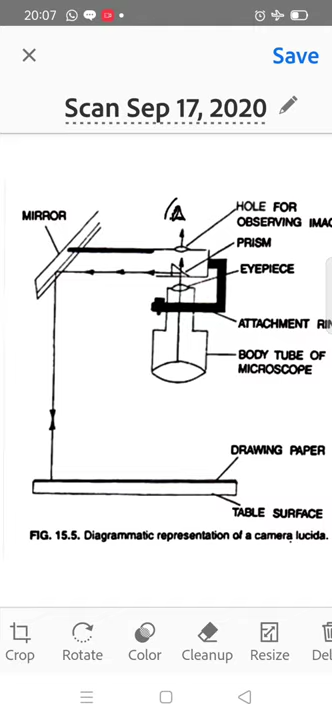 20:07
Save
Scan Sep 17, 2020
MIRROR
HOLE FOR
OBSERVING IMA
PRISM
EYEPIECE
ATTACHMENT RIN
BODY TUBE OF
MICROSCOPE
DRAWING PAPER
TABLE SURFACE
FIG. 15.5. Diagrammatic representation of a camera lucida.
Crop Rotate Color Cleanup Resize Del